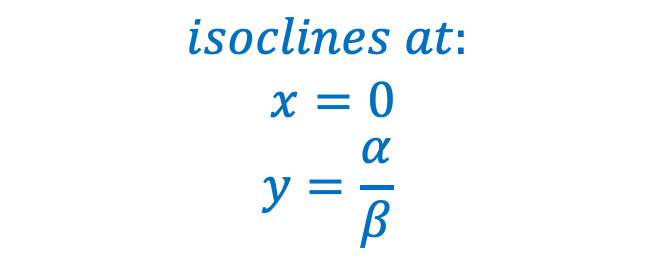 isoclines at:
x = 0
y = α/β